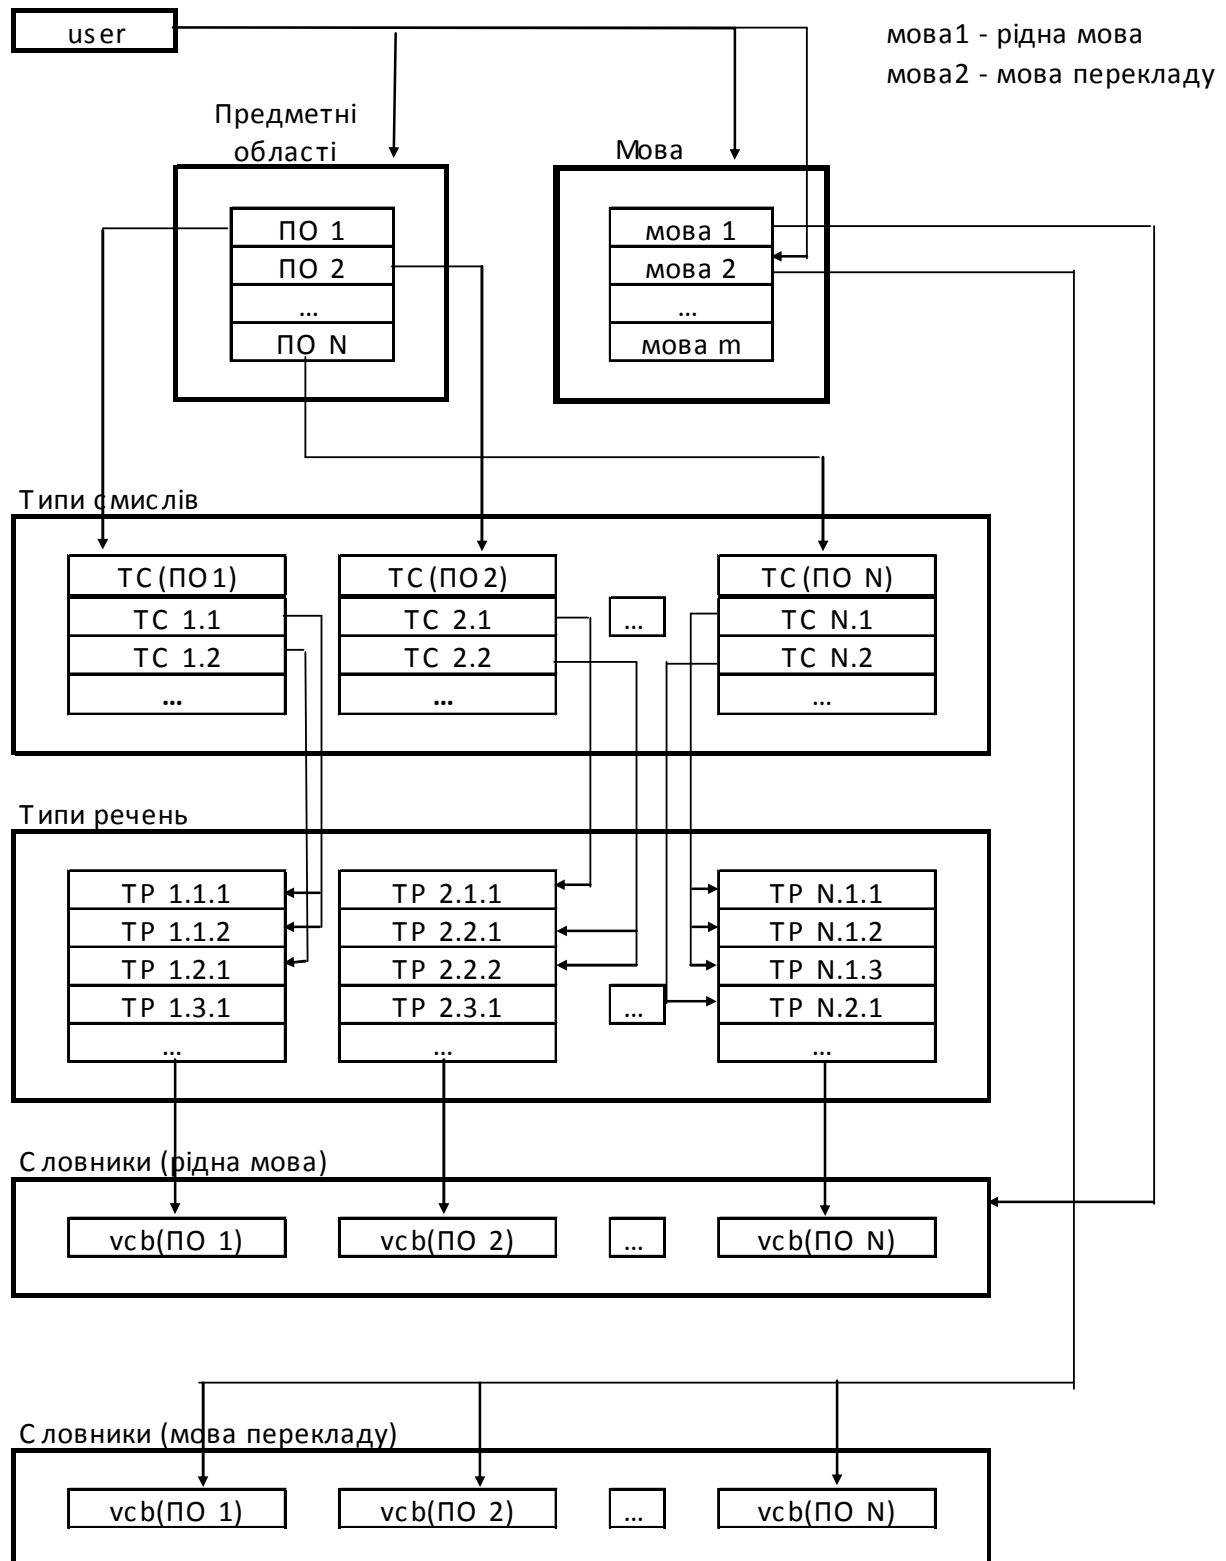 user
мова1 - рідна мова
мова2 - мова перекладу
Предметні
області
Мова
ПО 1
ПО 2
...
ПО N
мова 1
мова 2
...
мова m
Типи смислів
ТС(ПО1)
ТС 1.1
ТС 1.2
...
ТС(ПО2)
ТС 2.1
ТС 2.2
...
...
ТС(ПО N)
ТС N.1
ТС N.2
...
Типи речень
ТР 1.1.1
ТР 1.1.2
ТР 1.2.1
ТР 1.3.1
...
ТР 2.1.1
ТР 2.2.1
ТР 2.2.2
ТР 2.3.1
...
...
ТР N.1.1
ТР N.1.2
ТР N.1.3
ТР N.2.1
...
Словники (рідна мова)
vcb(ПО 1)
vcb(ПО 2)
...
vcb(ПО N)
Словники (мова перекладу)
vcb(ПО 1)
vcb(ПО 2)
...
vcb(ПО N)